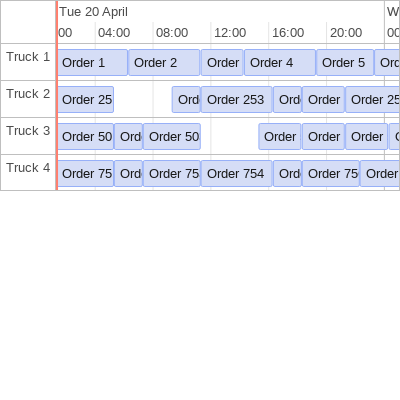 Tue 20 April W
00 04:00 08:00 12:00 16:00 20:00 00
Truck 1 Order 1 Order 2 Order Order 4 Order 5 Ord
Truck 2 Order 25 Ord Order 253 Ord Order Order 25
Truck 3 Order 50 Ord Order 50 Order Order Order
Truck 4 Order 75 Ord Order 75 Order 754 Ord Order 75 Order